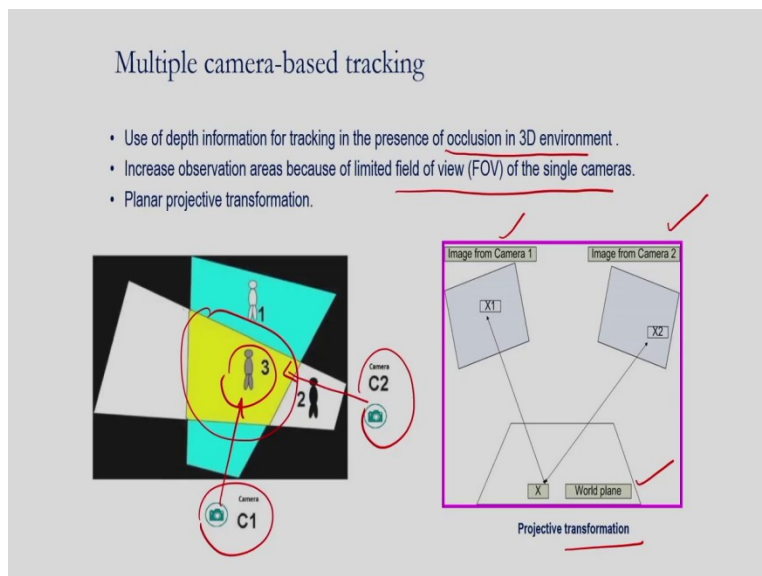 Multiple camera-based tracking
• Use of depth information for tracking in the presence of occlusion in 3D environment .
• Increase observation areas because of limited field of view (FOV) of the single cameras.
• Planar projective transformation.
1
3
2
Camera
C2
Camera
C1
Image from Camera 1
Image from Camera 2
X1
X2
X
World plane
Projective transformation